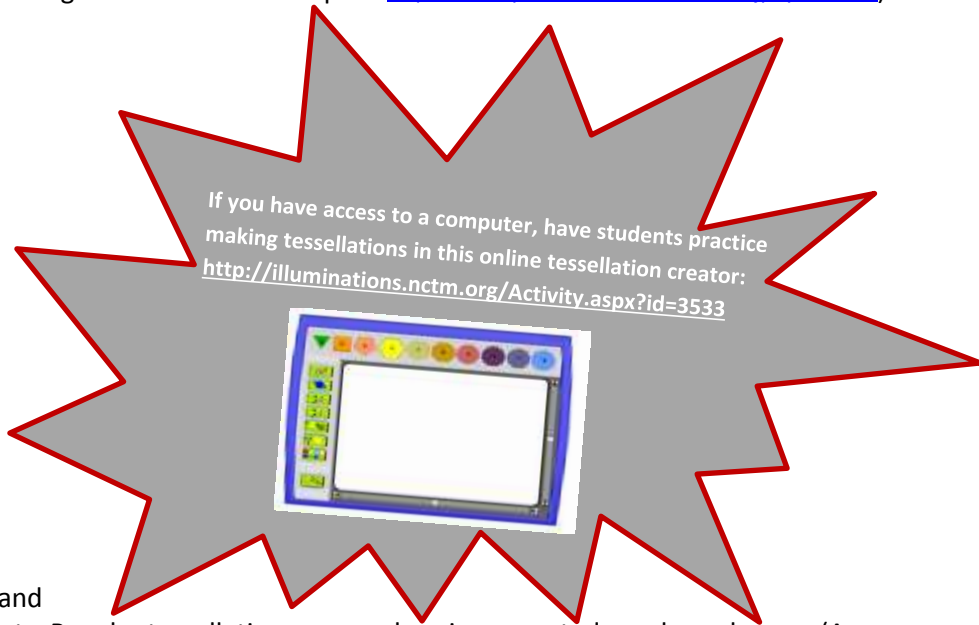 If you have access to a computer, have students practice
making tessellations in this online tessellation creator:
http://illuminations.nctm.org/Activity.aspx?id=3533
and